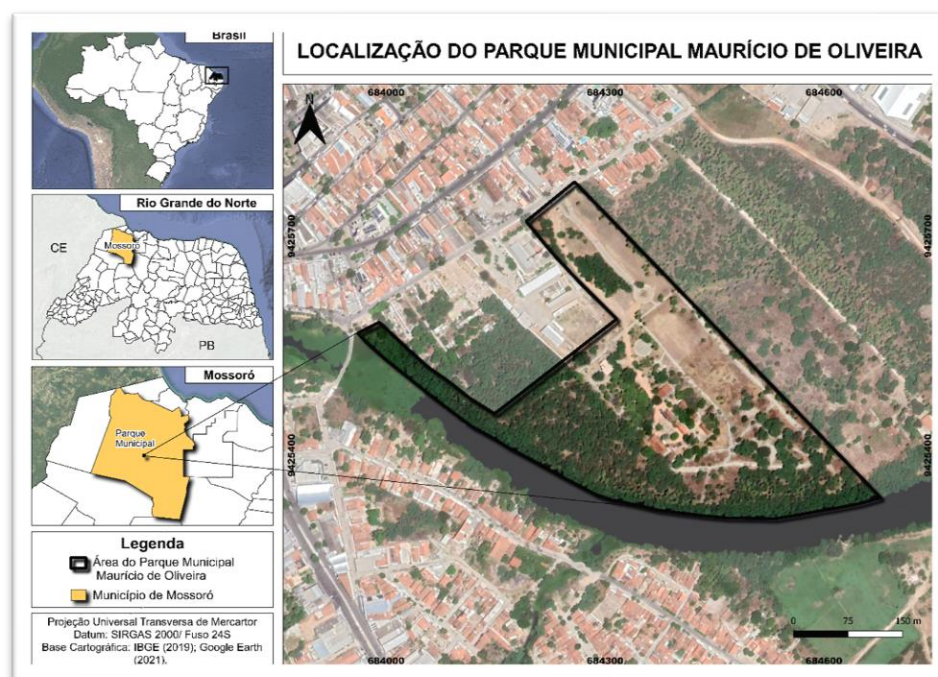 Brasil
LOCALIZAÇÃO DO PARQUE MUNICIPAL MAURÍCIO DE OLIVEIRA
684000
684300
684600
N
9425700
9425700
Rio Grande do Norte
CE
Mossoró
PB
Mossoró
Parque
Municipal
9425400
9425400
Legenda
Área do Parque Municipal
Maurício de Oliveira
Município de Mossoró
Projeção Universal Transversa de Mercartor
Datum: SIRGAS 2000/ Fuso 24S
Base Cartográfica: IBGE (2019); Google Earth
(2021).
0 75 150 m
684000
684300
684600